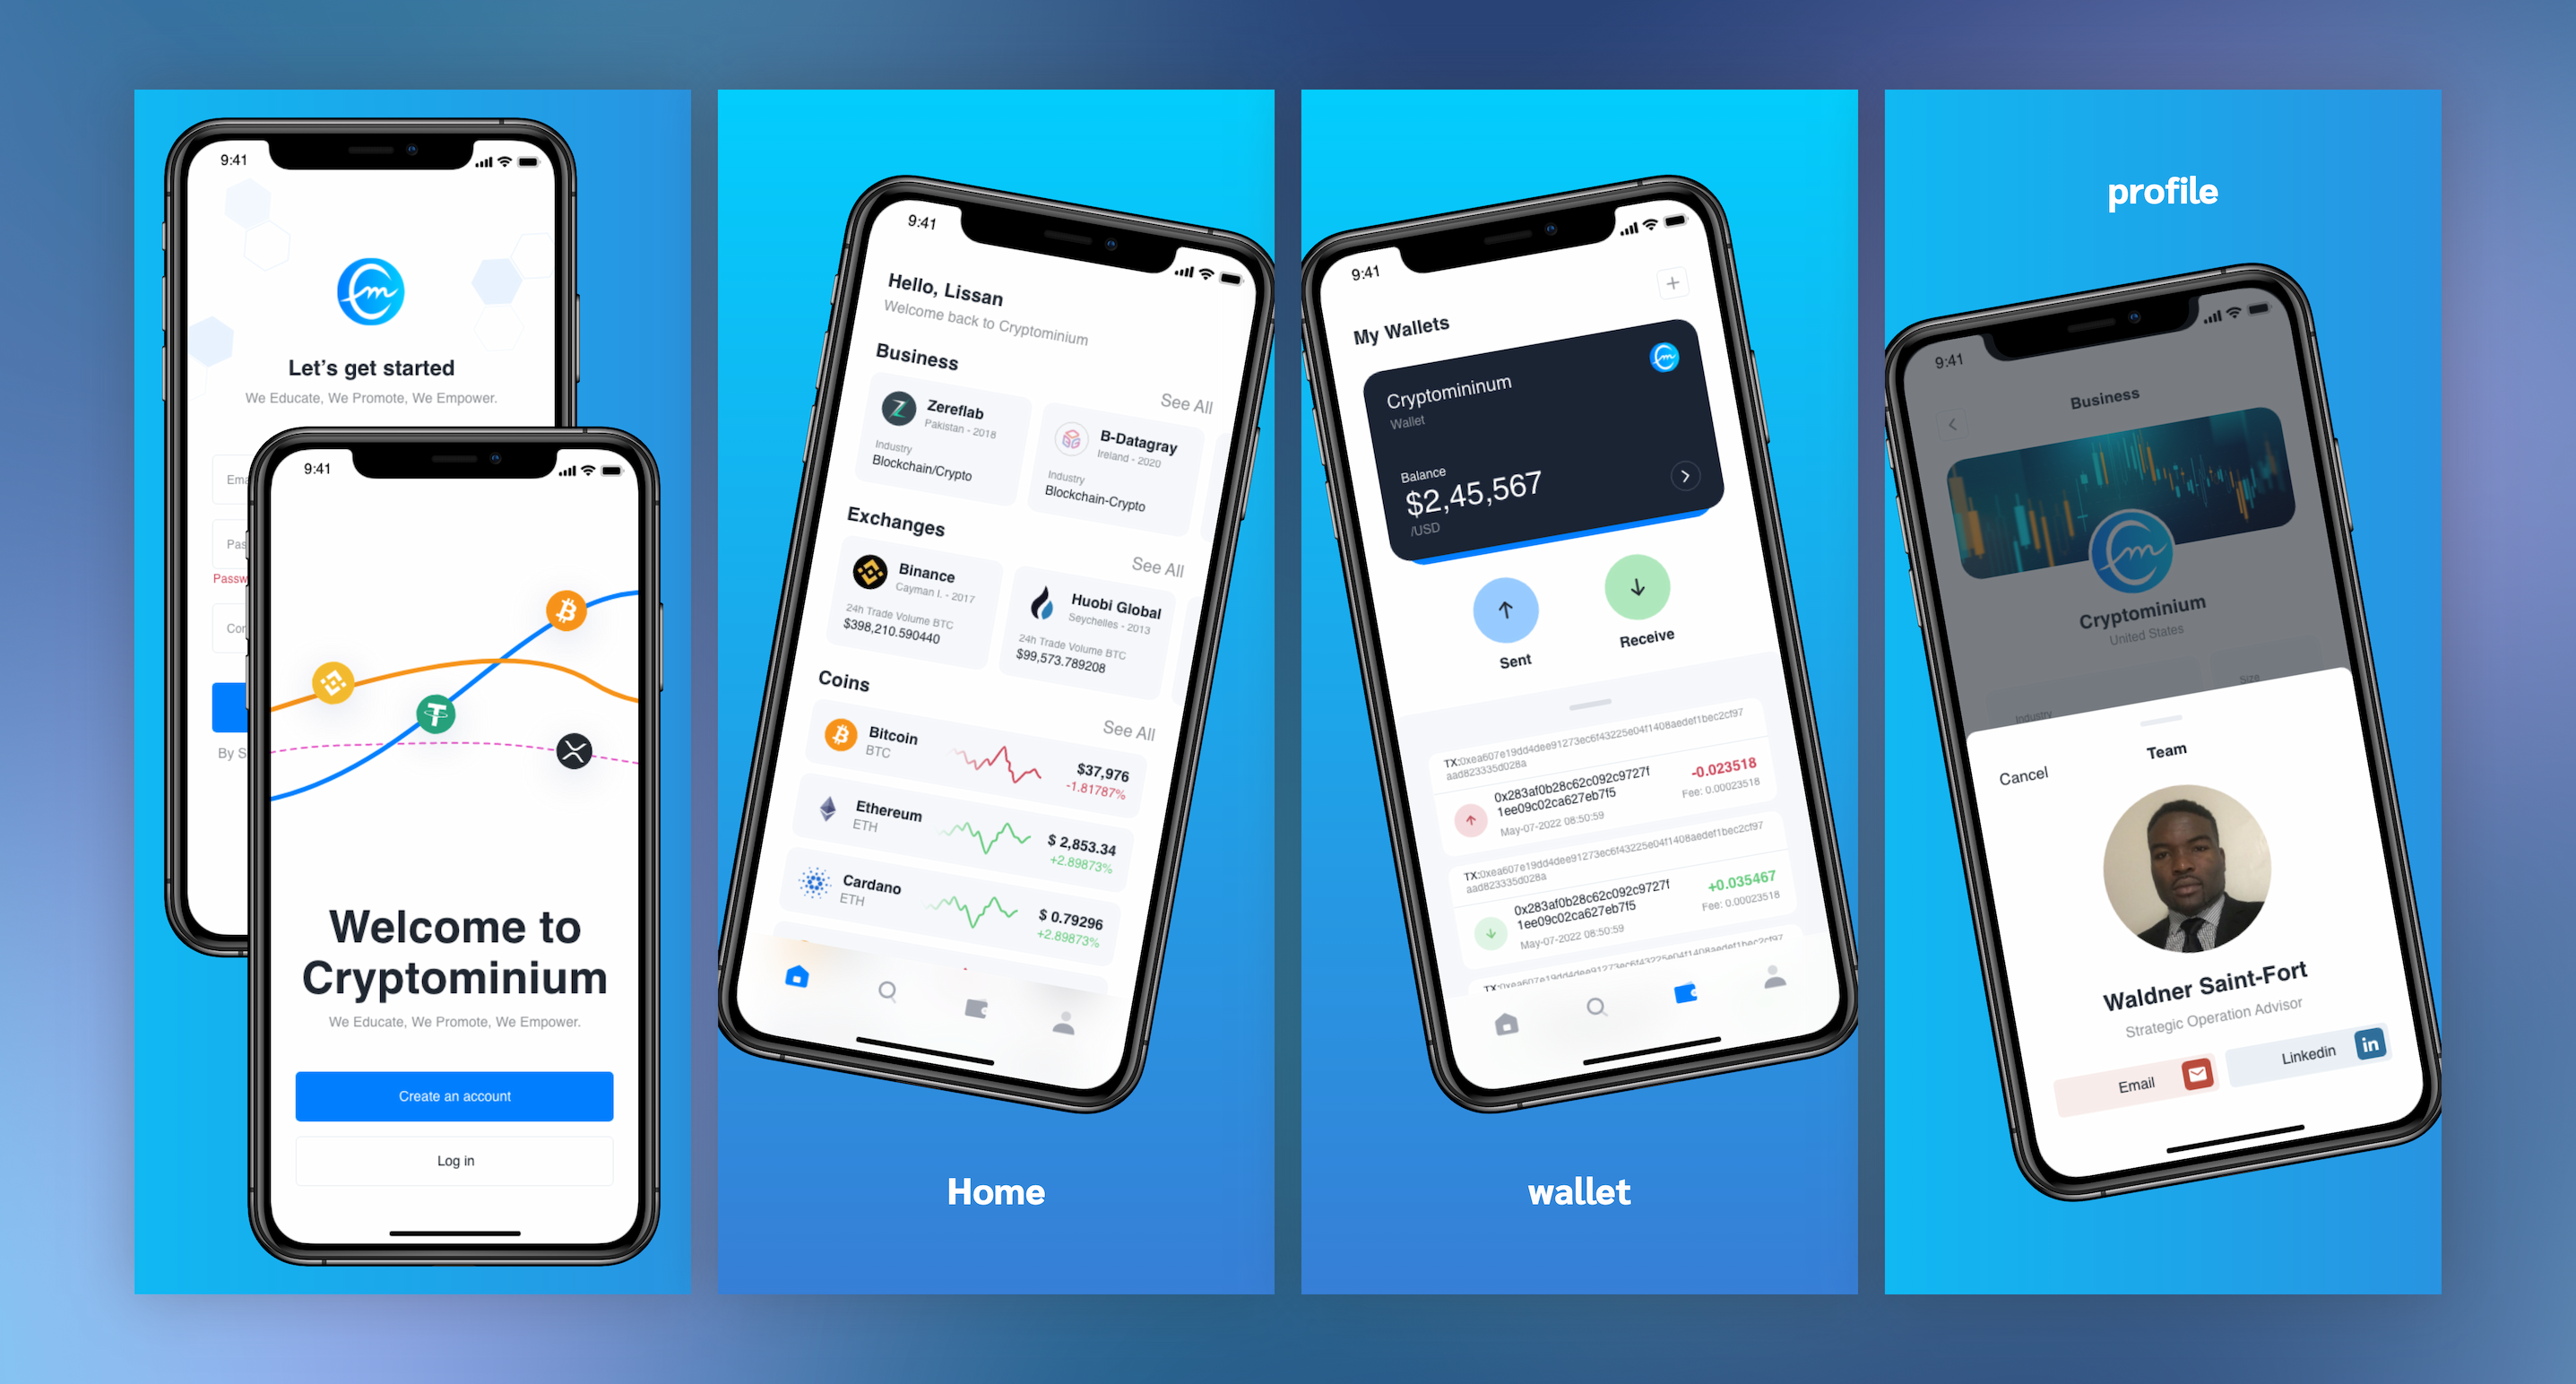 9:41
Let's get started
We Educate, We Promote, We Empower.
Ema
Pas
Passw
Con
By S
9:41
Welcome to
Cryptominium
We Educate, We Promote, We Empower.
Create an account
Log in
9:41
Hello, Lissan
Welcome back to Cryptominium
Business
See All
Zereflab
Pakistan - 2018
Industry
Blockchain/Crypto
B-Datagray
Ireland - 2020
Industry
Blockchain-Crypto
Exchanges
See All
Binance
Cayman I. - 2017
24h Trade Volume BTC
$398,210.590440
Huobi Global
Seychelles - 2013
24h Trade Volume BTC
$99,573.789208
Coins
See All
Bitcoin
BTC
$37,976
-1.81787%
Ethereum
ETH
$ 2,853.34
+2.89873%
Cardano
ETH
$ 0.79296
+2.89873%
Home
9:41
My Wallets
Cryptomininum
Wallet
Balance
$2,45,567
/USD
Sent
Receive
TX:0xea607e19dd4dee91273ec6f43225e04f1408aedef1bec2cf97
aad823335d028a
0x283af0b28c62c092c9727f
1ee09c02ca627eb7f5
May-07-2022 08:50:59
-0.023518
Fee: 0.00023518
TX:0xea607e19dd4dee91273ec6f43225e04f1408aedef1bec2cf97
aad823335d028a
0x283af0b28c62c092c9727f
1ee09c02ca627eb7f5
May-07-2022 08:50:59
+0.035467
Fee: 0.00023518
TX:0xea607e19dd4dee91273ec6f43225e04f1408aedef1bec2cf97
wallet
profile
9:41
Business
Cryptominium
United States
Industry
Size
Cancel
Team
Waldner Saint-Fort
Strategic Operation Advisor
Email
Linkedin
in